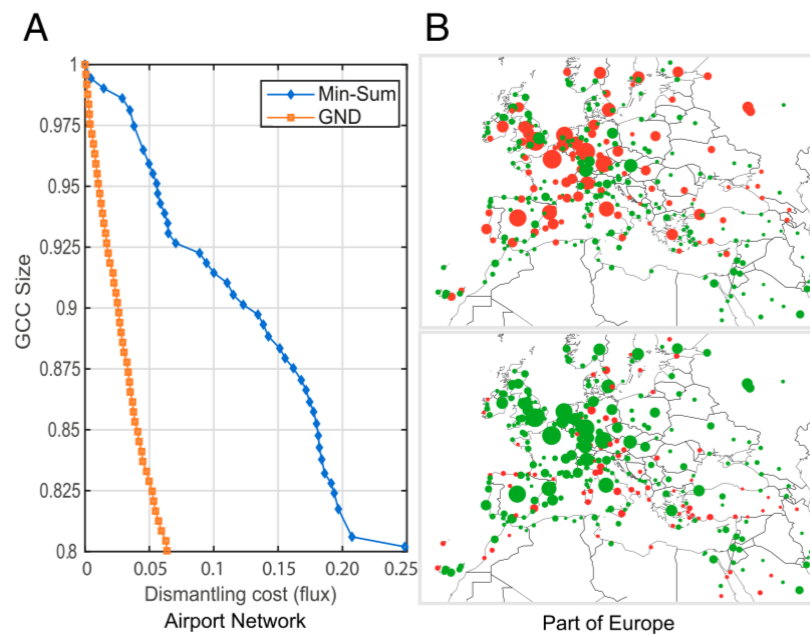 A
B
1
0.975
0.95
0.925
0.9
0.875
0.85
0.825
0.8
GCC Size
Min-Sum
GND
0 0.05 0.1 0.15 0.20 0.25
Dismantling cost (flux)
Airport Network
Part of Europe